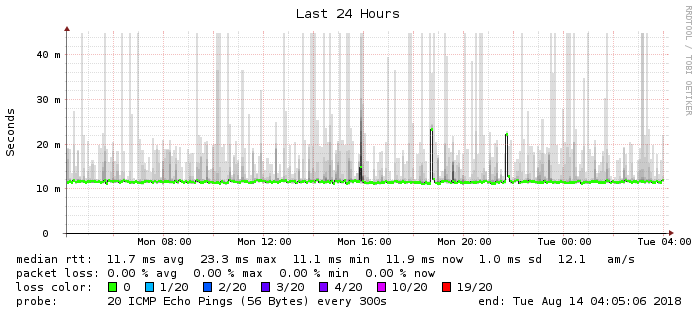 Last 24 Hours
RRDTOOL / TOBI OETIKER
Seconds
40 m
30 m
20 m
10 m
0
Mon 08:00 Mon 12:00 Mon 16:00 Mon 20:00 Tue 00:00 Tue 04:00
median rtt: 11.7 ms avg 23.3 ms max 11.1 ms min 11.9 ms now 1.0 ms sd 12.1 am/s
packet loss: 0.00 % avg 0.00 % max 0.00 % min 0.00 % now
loss color: 0 1/20 2/20 3/20 4/20 10/20 19/20
probe: 20 ICMP Echo Pings (56 Bytes) every 300s end: Tue Aug 14 04:05:06 2018